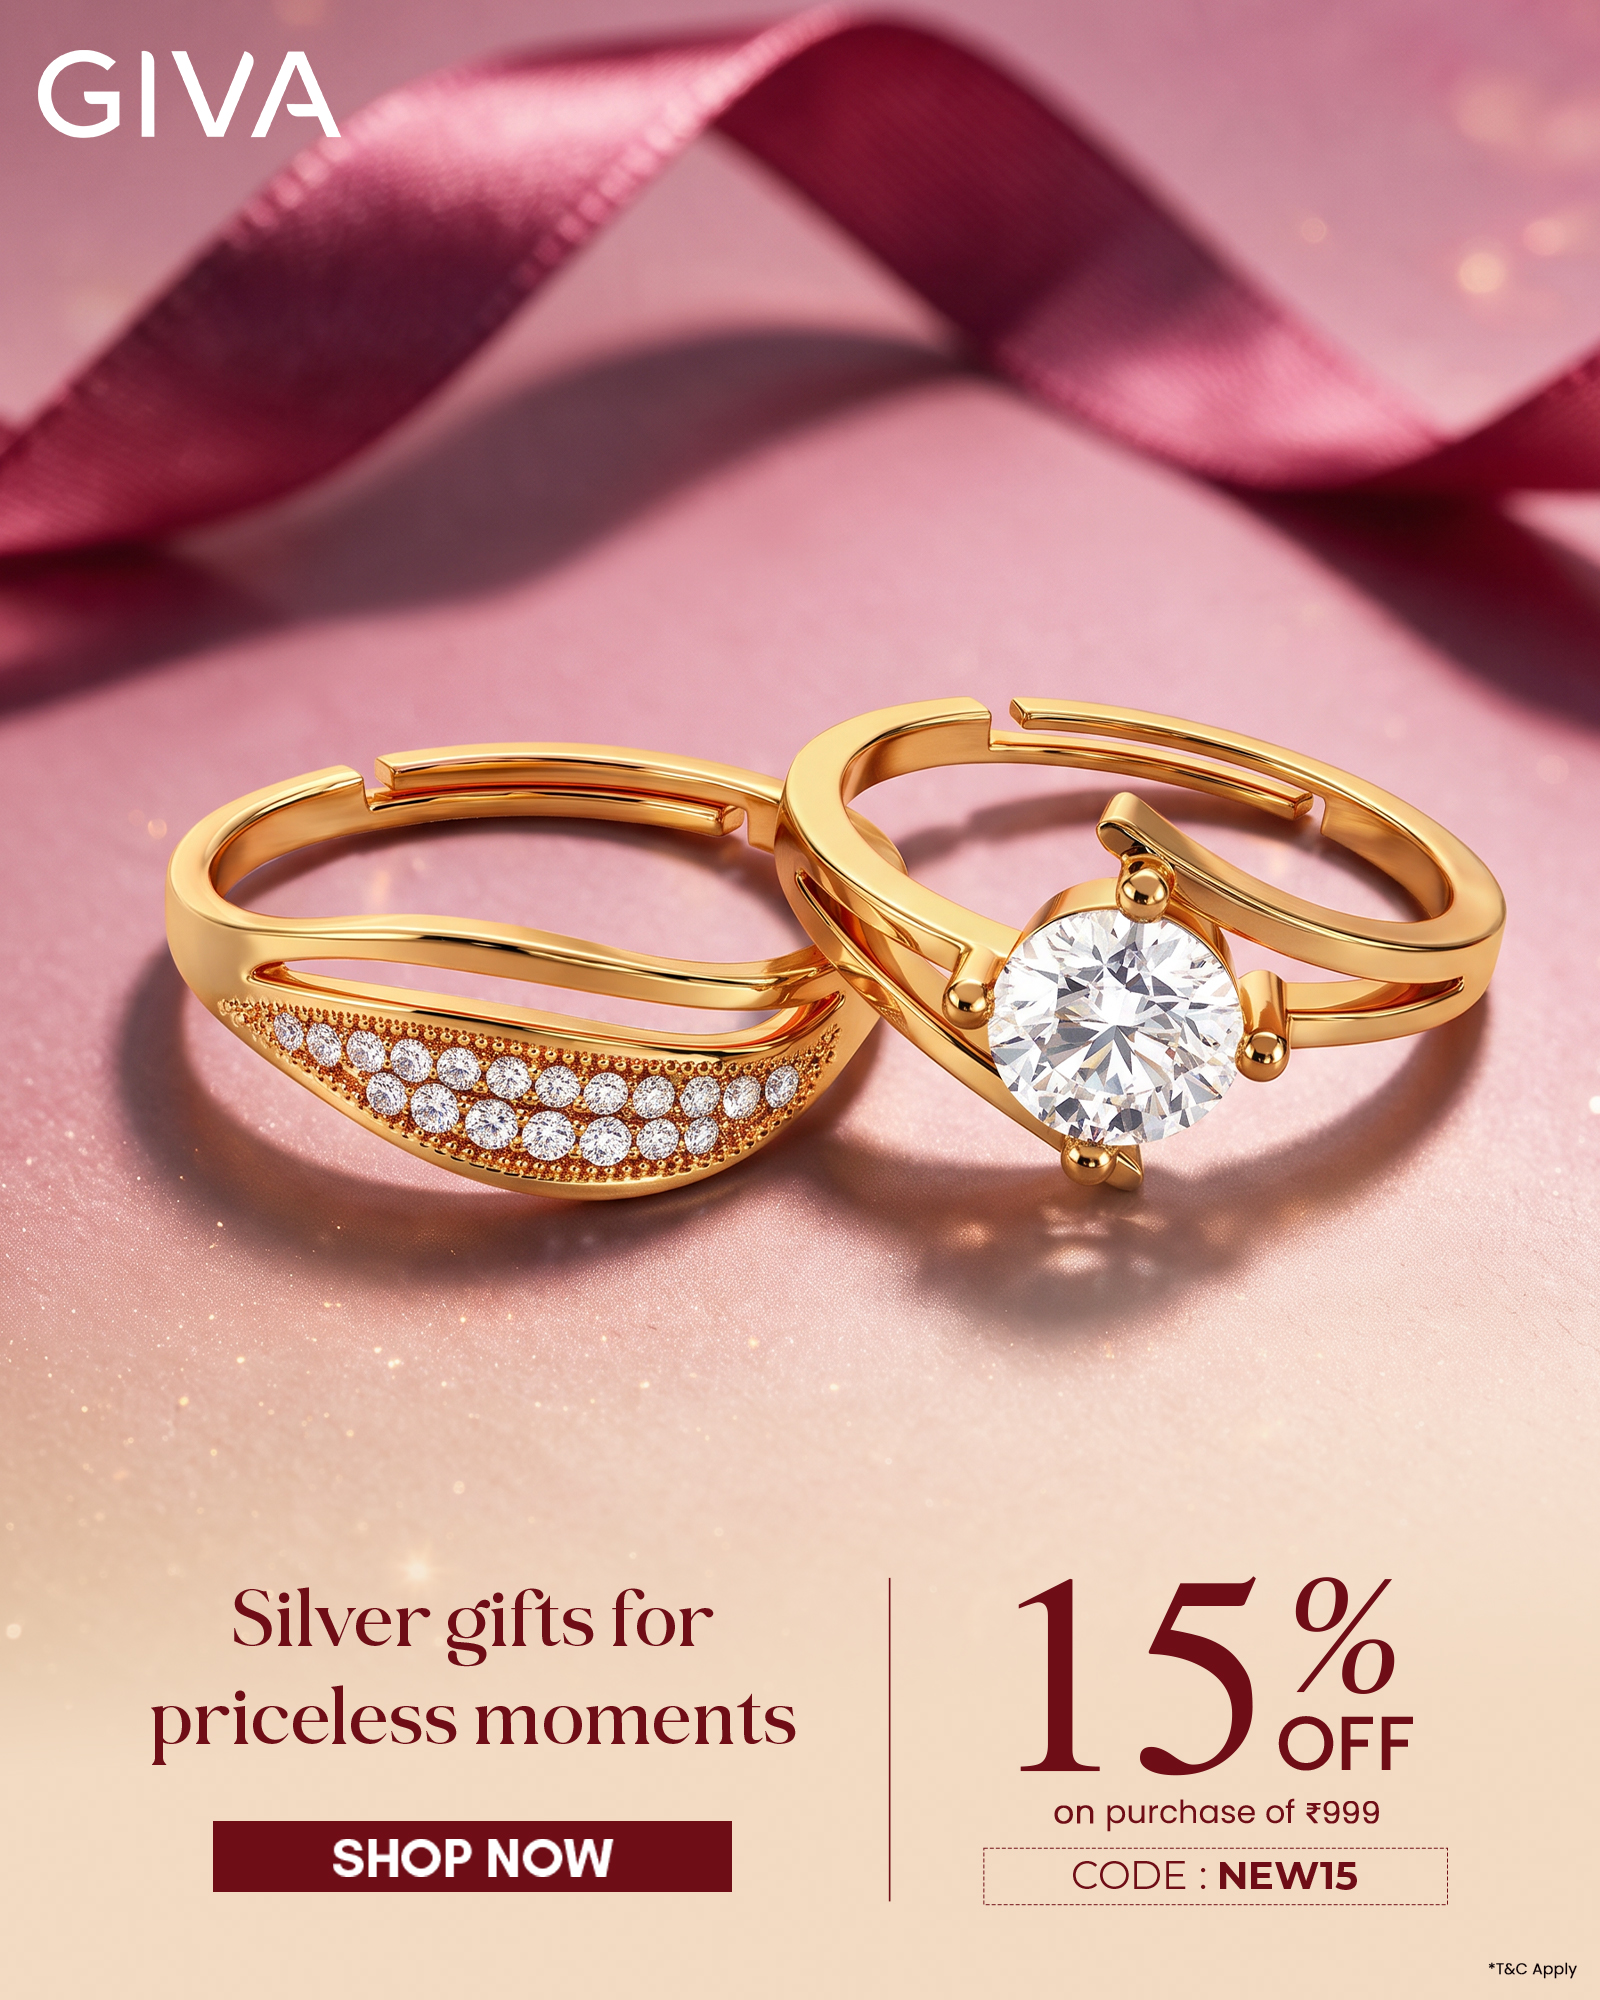 GIVA
Silver gifts for
priceless moments
SHOP NOW
15% OFF
on purchase of ₹999
CODE : NEW15
*T&C Apply